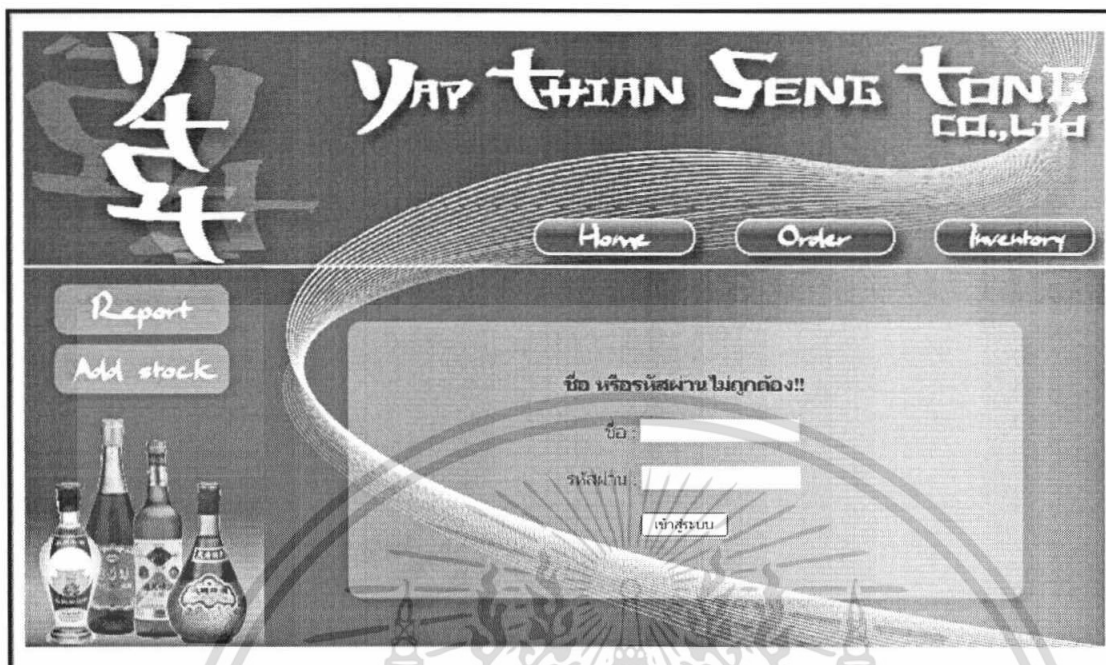 YTST
YAP THIAN SENG TONG
CO.,Ltd
Home Order Inventory
Report
Add stock
ชื่อ หรือรหัสผ่านไม่ถูกต้อง!!
ชื่อ :
รหัสผ่าน :
เข้าสู่ระบบ